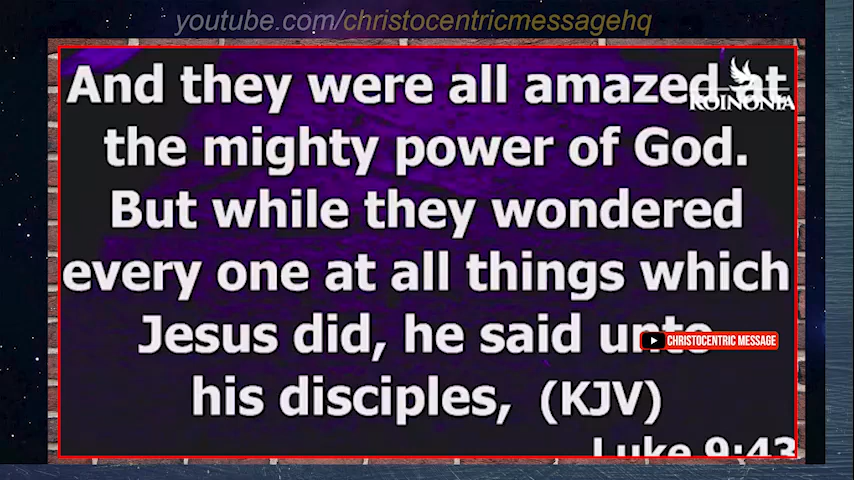 youtube.com/christocentricmessagehq
And they were all amazed at
KOINONIA
the mighty power of God.
But while they wondered
every one at all things which
Jesus did, he said unto
CHRISTOCENTRIC MESSAGE
his disciples, (KJV)
Luke 9:43